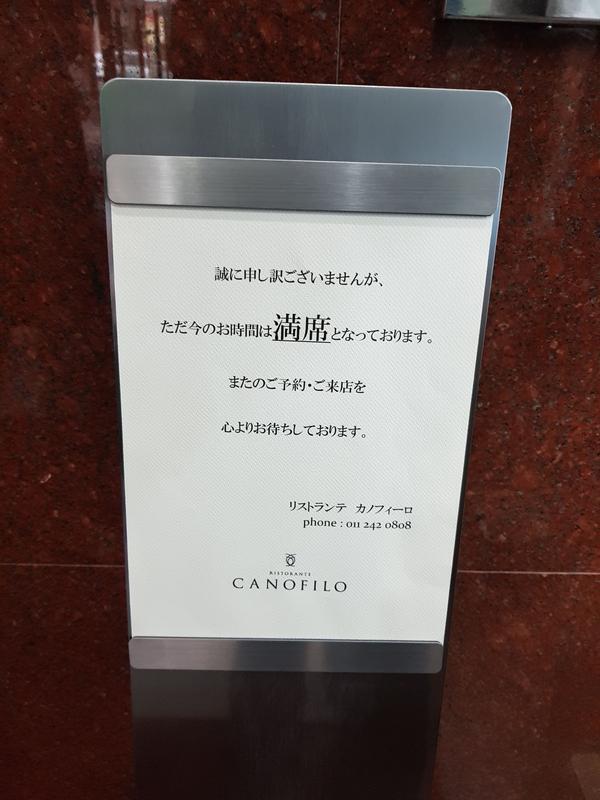 誠に申し訳ございませんが、
ただ今のお時間は満席となっております。
またのご予約・ご来店を
心よりお待ちしております。
リストランテ カノフィーロ
phone : 011 242 0808
RISTORANTE
CANOFILO